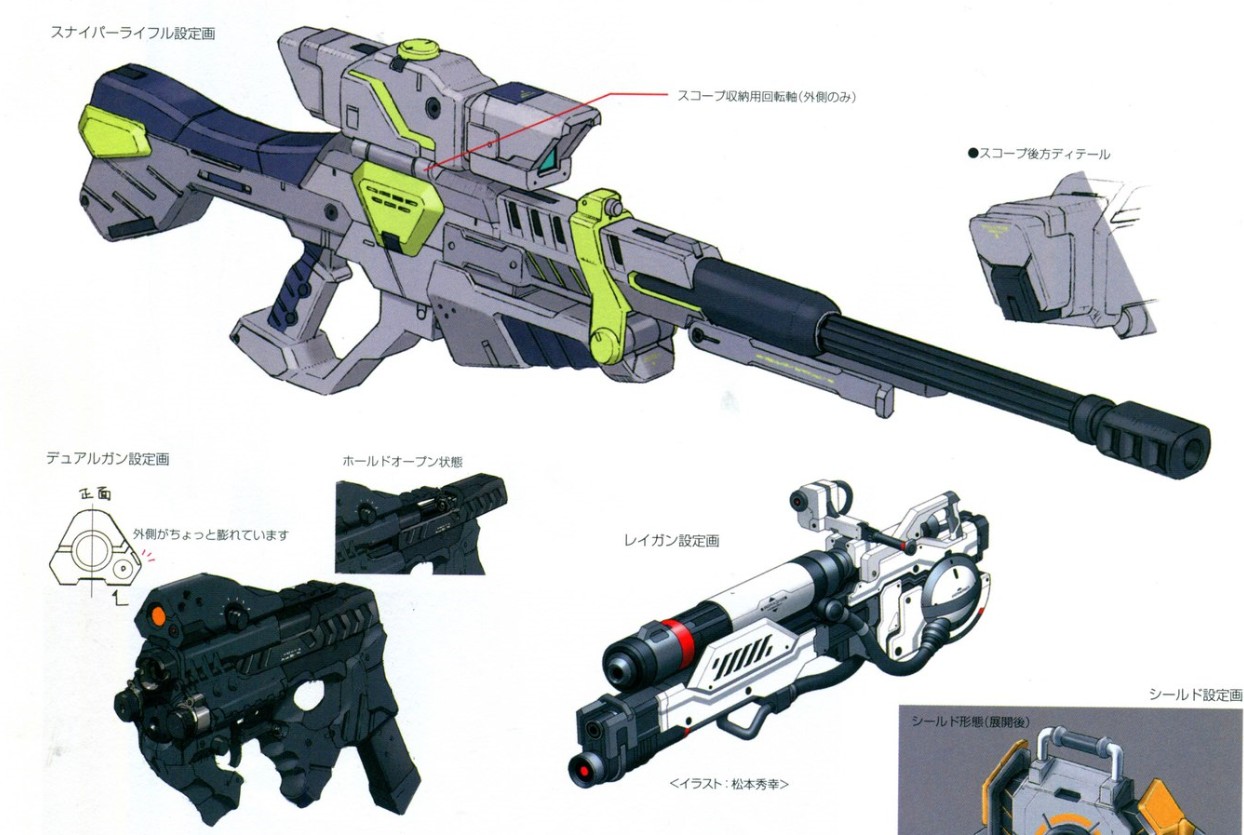 スナイパーライフル設定画
スコープ収納用回転軸(外側のみ)
●スコープ後方ディテール
デュアルガン設定画
ホールドオープン状態
正面
外側がちょっと膨れています
レイガン設定画
<イラスト:松本秀幸>
シールド設定画
シールド形態(展開後)